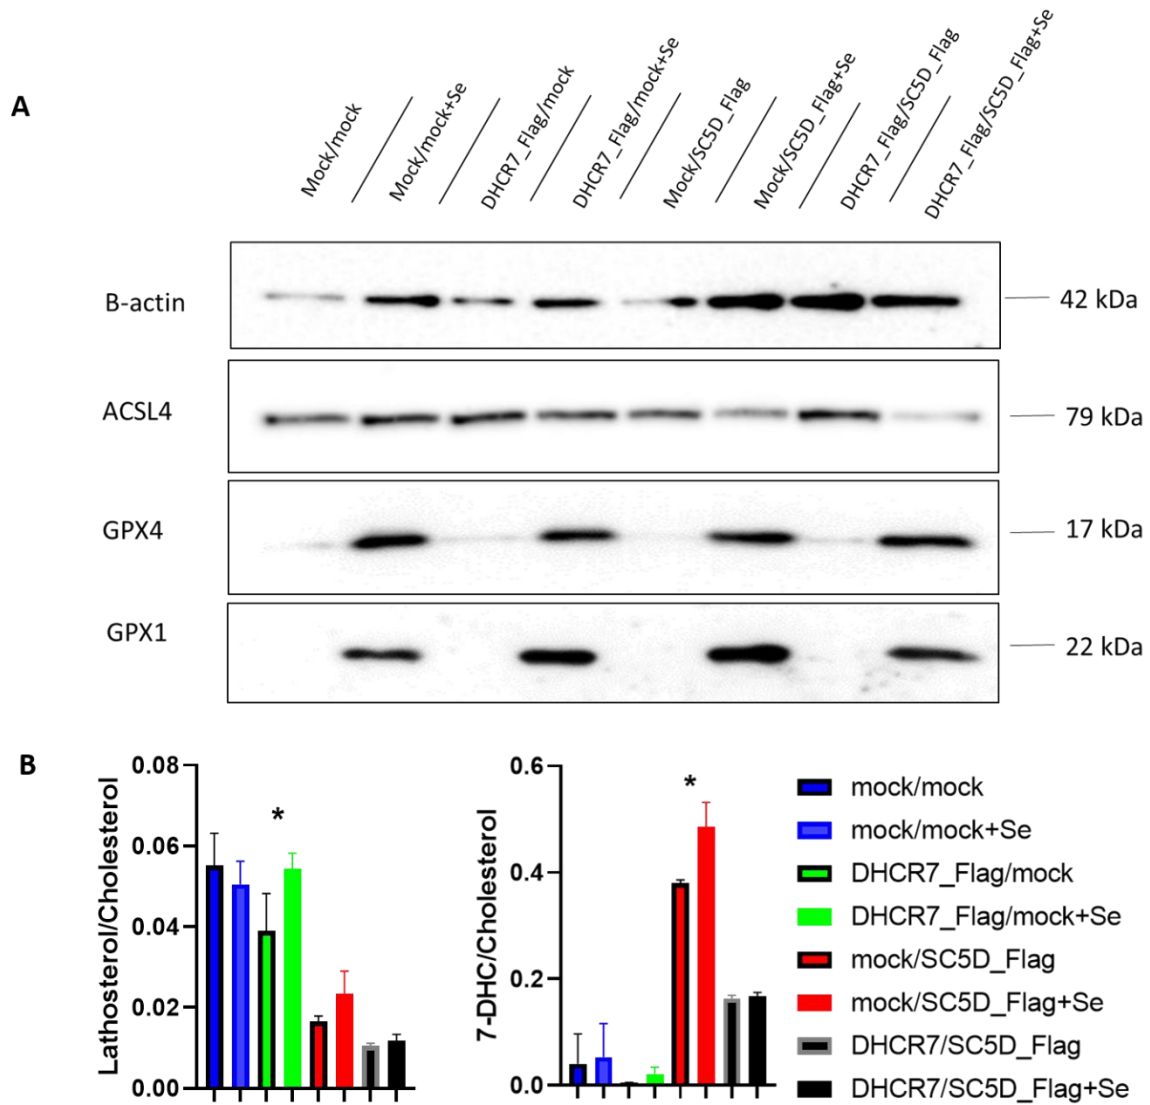 A
Mock/mock
Mock/mock+Se
DHCR7_Flag/mock
DHCR7_Flag/mock+Se
Mock/SC5D_Flag
Mock/SC5D_Flag+Se
DHCR7_Flag/SC5D_Flag
DHCR7_Flag/SC5D_Flag+Se
B-actin
42 kDa
ACSL4
79 kDa
GPX4
17 kDa
GPX1
22 kDa
B
Lathosterol/Cholesterol
0.08
0.06
0.04
0.02
0.00
*
7-DHC/Cholesterol
0.6
0.4
0.2
0.0
*
mock/mock
mock/mock+Se
DHCR7_Flag/mock
DHCR7_Flag/mock+Se
mock/SC5D_Flag
mock/SC5D_Flag+Se
DHCR7/SC5D_Flag
DHCR7/SC5D_Flag+Se